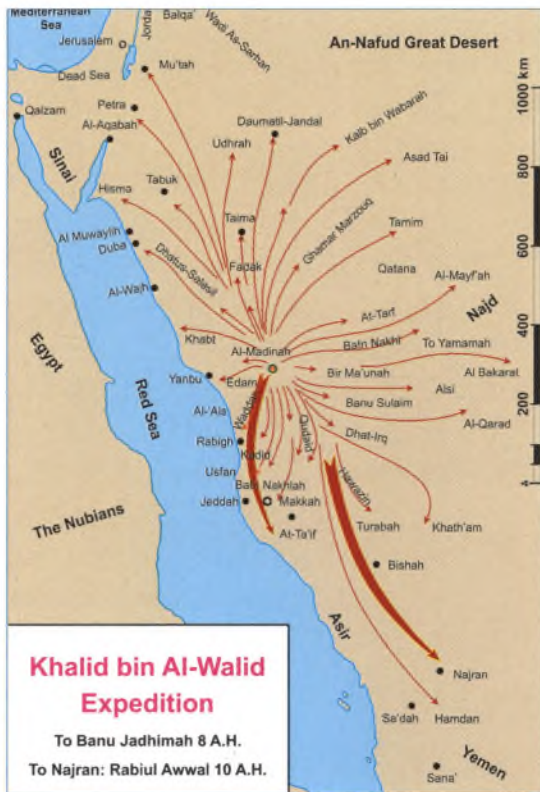 Mediterranean
Sea
Jorda
Balqa'
Wadi As-Sarhan
An-Nafud Great Desert
Jerusalem
Mu'tah
Dead Sea
Petra
Qalzam
Al-Aqabah
Daumatil-Jandal
Kalb bin Wabarah
Udhrah
Asad Tai
Sinai
Hisma
Tabuk
Taima
Ghamar Marzouq
Tamim
Al Muwaylih
Duba
Dhatus-Salasil
Fadak
Qatana
Al-Mayf'ah
Al-Wajh
Najd
At-Tarf
Egypt
Khabt
Al-Madinah
Batn Nakhl
To Yamamah
Red Sea
Yanbu
Edam
Bir Ma'unah
Al Bakarat
Al-'Ala
Waddan
Banu Sulaim
Alsi
Rabigh
Qudaid
Dhat-Irq
Al-Qarad
Kadid
Usfan
Batn Nakhlah
Hawazin
Jeddah
Makkah
The Nubians
At-Ta'if
Turabah
Khath'am
Bishah
Asir
Najran
Sa'dah
Hamdan
Yemen
Sana'
1000 km
800
600
400
200
4
Khalid bin Al-Walid
Expedition
To Banu Jadhimah 8 A.H.
To Najran: Rabiul Awwal 10 A.H.